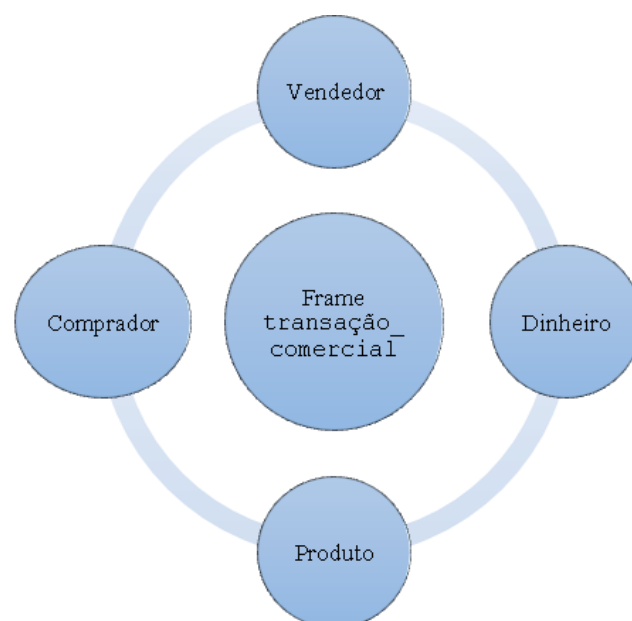 Vendedor
Comprador
Frame
transação_
comercial
Dinheiro
Produto